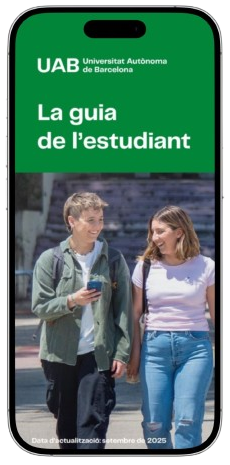 UAB Universitat Autònoma
de Barcelona
La guia
de l'estudiant
Data d'actualització: setembre de 2025